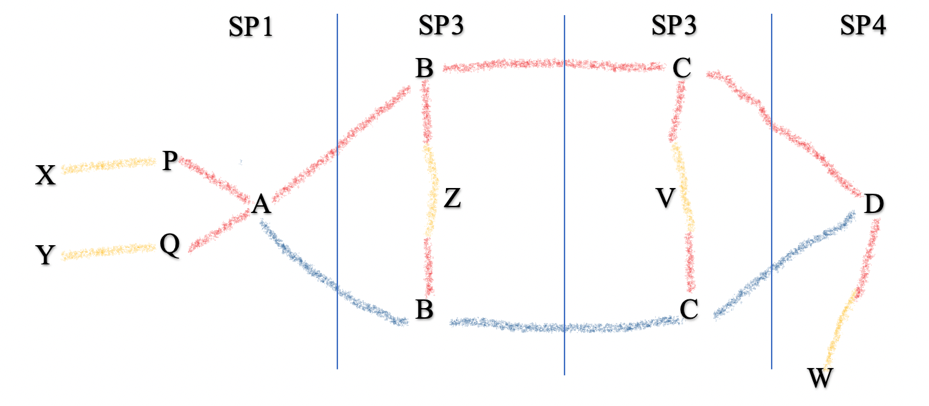 SP1 SP3 SP3 SP4
B C
X P Z V
A D
Y Q
B C
W